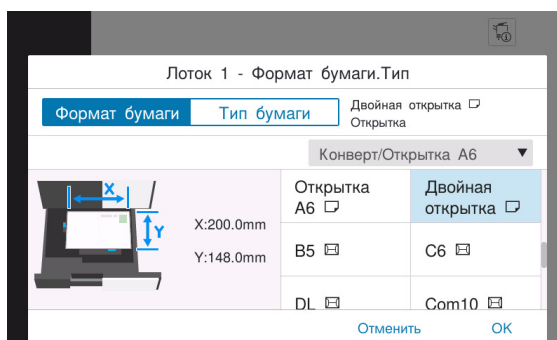 Лоток 1 - Формат бумаги.Тип
Формат бумаги
Тип бумаги
Двойная открытка
Открытка
Конверт/Открытка A6 ▼
X
Y
X:200.0mm
Y:148.0mm
Открытка
A6
Двойная
открытка
B5
C6
DL
Com10
Отменить
OK